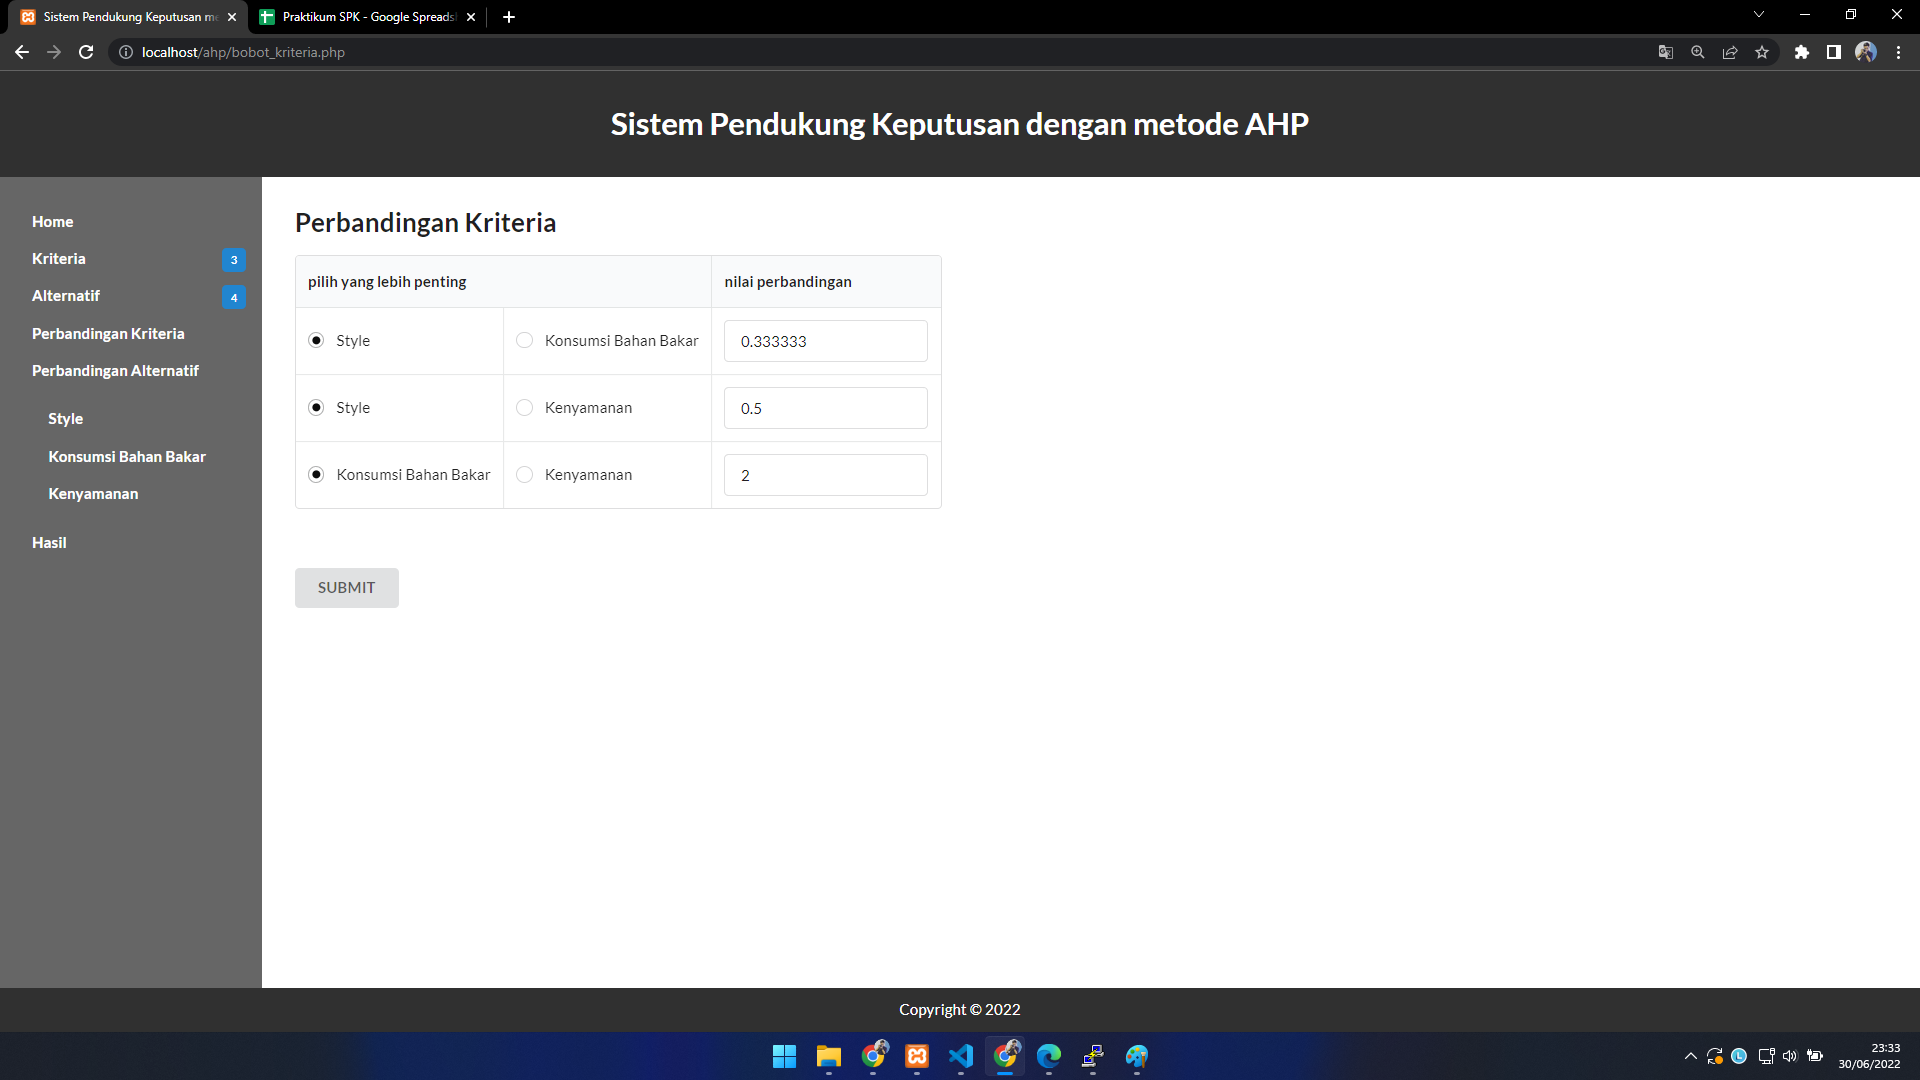 Sistem Pendukung Keputusan me
Praktikum SPK - Google Spreads
localhost/ahp/bobot_kriteria.php
Sistem Pendukung Keputusan dengan metode AHP
Home
Kriteria 3
Alternatif 4
Perbandingan Kriteria
Perbandingan Alternatif
Style
Konsumsi Bahan Bakar
Kenyamanan
Hasil
Perbandingan Kriteria
pilih yang lebih penting nilai perbandingan
Style Konsumsi Bahan Bakar 0.333333
Style Kenyamanan 0.5
Konsumsi Bahan Bakar Kenyamanan 2
SUBMIT
Copyright © 2022
23:33
30/06/2022